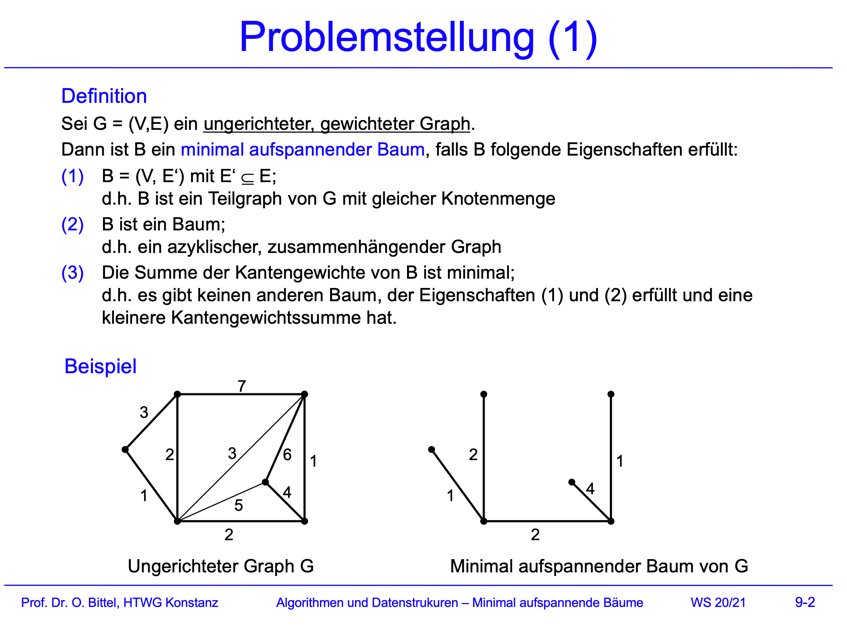 Problemstellung (1)
Definition
Sei G = (V,E) ein ungerichteter, gewichteter Graph.
Dann ist B ein minimal aufspannender Baum, falls B folgende Eigenschaften erfüllt:
(1) B = (V, E‘) mit E‘ ⊆ E;
d.h. B ist ein Teilgraph von G mit gleicher Knotenmenge
(2) B ist ein Baum;
d.h. ein azyklischer, zusammenhängender Graph
(3) Die Summe der Kantengewichte von B ist minimal;
d.h. es gibt keinen anderen Baum, der Eigenschaften (1) und (2) erfüllt und eine
kleinere Kantengewichtssumme hat.
Beispiel
7
3
2
3
6
1
1
5
4
2
Ungerichteter Graph G
2
1
1
4
2
Minimal aufspannender Baum von G
Prof. Dr. O. Bittel, HTWG Konstanz Algorithmen und Datenstrukuren – Minimal aufspannende Bäume WS 20/21 9-2